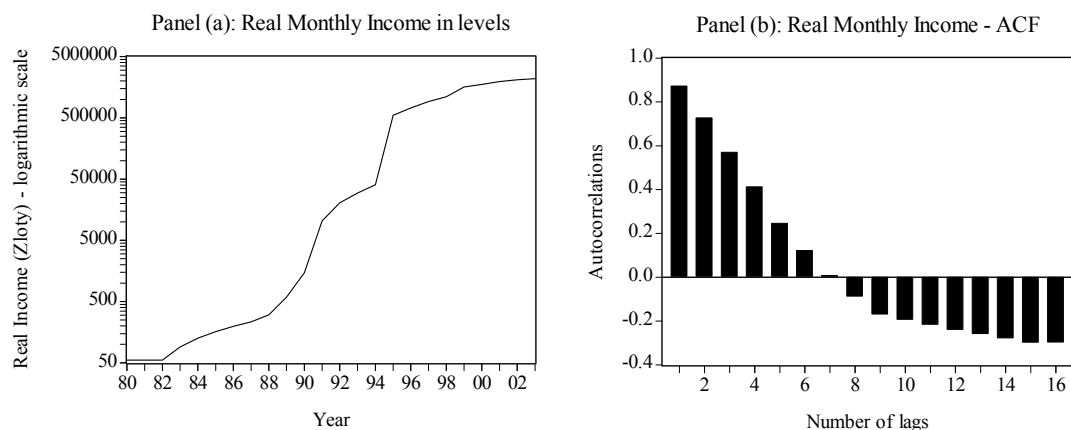 Panel (a): Real Monthly Income in levels
Real Income (Zloty) - logarithmic scale
5000000
500000
50000
5000
500
50
80 82 84 86 88 90 92 94 96 98 00 02
Year
Panel (b): Real Monthly Income - ACF
Autocorrelations
1.0
0.8
0.6
0.4
0.2
0.0
-0.2
-0.4
2 4 6 8 10 12 14 16
Number of lags